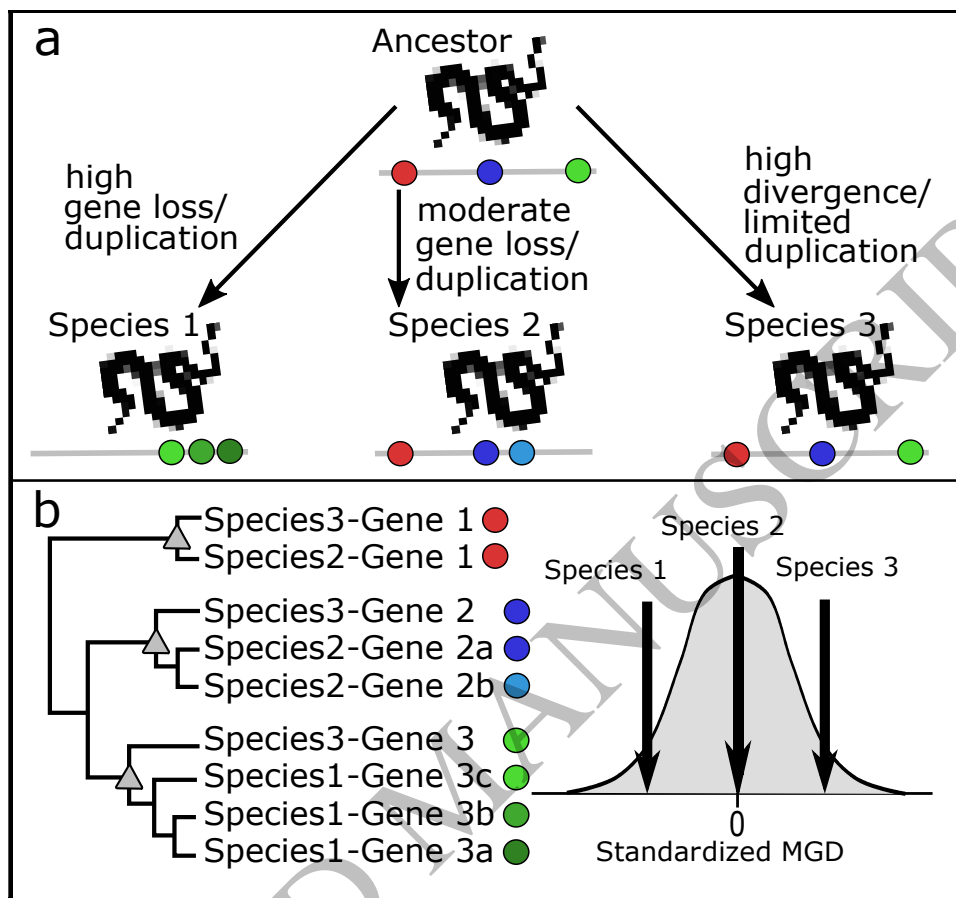 a
Ancestor
high
gene loss/
duplication
moderate
gene loss/
duplication
high
divergence/
limited
duplication
Species 1
Species 2
Species 3
b
Species3-Gene 1
Species2-Gene 1
Species3-Gene 2
Species2-Gene 2a
Species2-Gene 2b
Species3-Gene 3
Species1-Gene 3c
Species1-Gene 3b
Species1-Gene 3a
Species 1
Species 2
Species 3
0
Standardized MGD
D MANUSCRIP